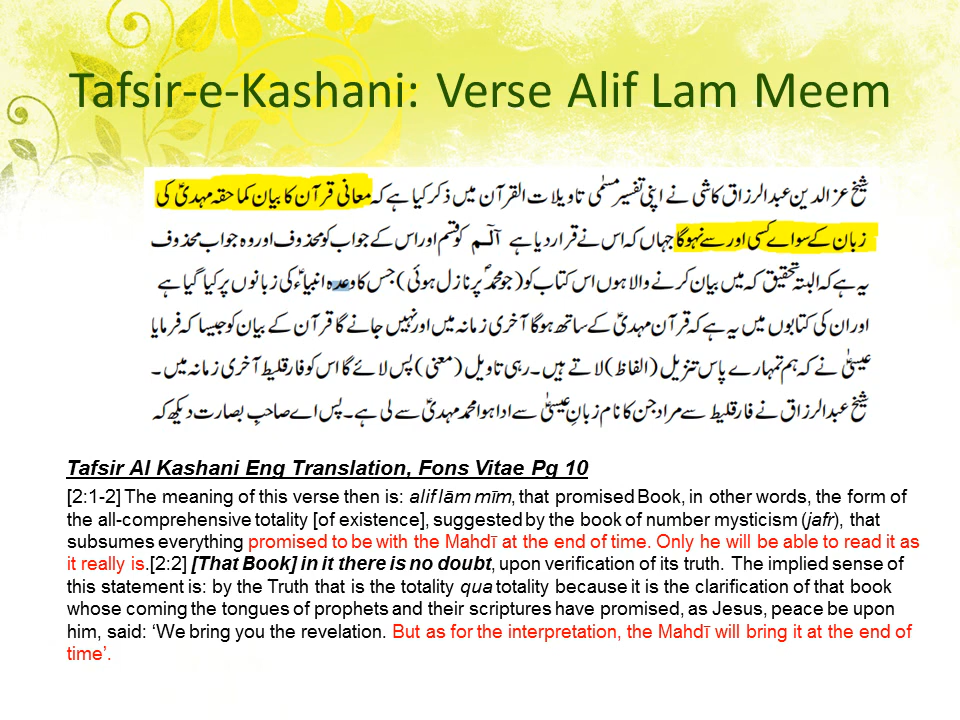 Tafsir-e-Kashani: Verse Alif Lam Meem
شیخ عز الدین عبد الرزاق کاشی نے اپنی تفسیر مسمٰی تاویلات القرآن میں ذکر کیا ہے کہ معانی قرآن کا بیان کما حقہ مہدیؑ کی
زبان کے سواے کسی اور سے نہوگا جہاں کہ اس نے قرار دیا ہے الٓـمٓ کو قسم اور اس کے جواب کو محذوف اور وہ جواب محذوف
یہ ہے کہ البتہ تحقیق کہ میں بیان کرنے والا ہوں اس کتاب کو (جو محمدؐ پر نازل ہوئی) جس کا وعدہ انبیاءؑ کی زبانوں پر کیا گیا ہے
اور ان کی کتابوں میں یہ ہے کہ قرآن مہدیؑ کے ساتھ ہوگا آخری زمانہ میں اور نہیں جانے گا قرآن کے بیان کو جیسا کہ فرمایا
عیسیٰؑ نے کہ ہم تمہارے پاس تنزیل (الفاظ) لاتے ہیں۔ رہی تاویل (معنی) پس لائے گا اس کو فارقلیط آخری زمانہ میں۔
شیخ عبد الرزاق نے فارقلیط سے مراد جن کا نام زبانِ عیسیٰؑ سے ادا ہوا محمد مہدیؑ سے لی ہے۔ پس اے صاحبِ بصارت دیکھ کہ
Tafsir Al Kashani Eng Translation, Fons Vitae Pg 10
[2:1-2] The meaning of this verse then is: alif lām mīm, that promised Book, in other words, the form of
the all-comprehensive totality [of existence], suggested by the book of number mysticism (jafr), that
subsumes everything promised to be with the Mahdī at the end of time. Only he will be able to read it as
it really is.[2:2] [That Book] in it there is no doubt, upon verification of its truth. The implied sense of
this statement is: by the Truth that is the totality qua totality because it is the clarification of that book
whose coming the tongues of prophets and their scriptures have promised, as Jesus, peace be upon
him, said: ‘We bring you the revelation. But as for the interpretation, the Mahdī will bring it at the end of
time’.